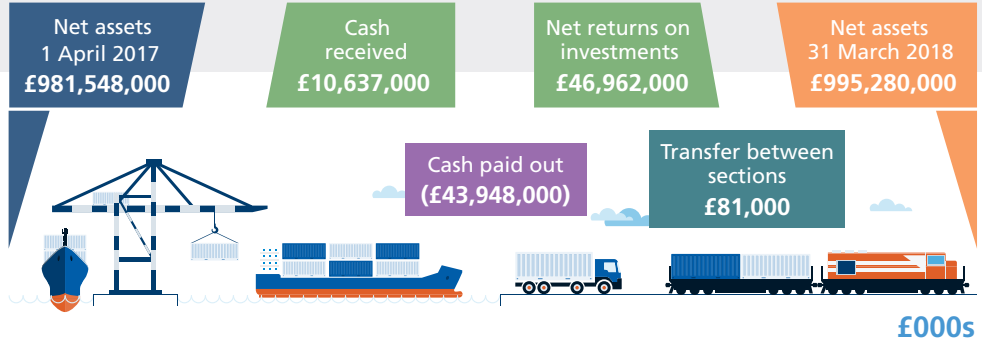 Net assets
1 April 2017
£981,548,000
Cash
received
£10,637,000
Net returns on
investments
£46,962,000
Net assets
31 March 2018
£995,280,000
Cash paid out
(£43,948,000)
Transfer between
sections
£81,000
£000s